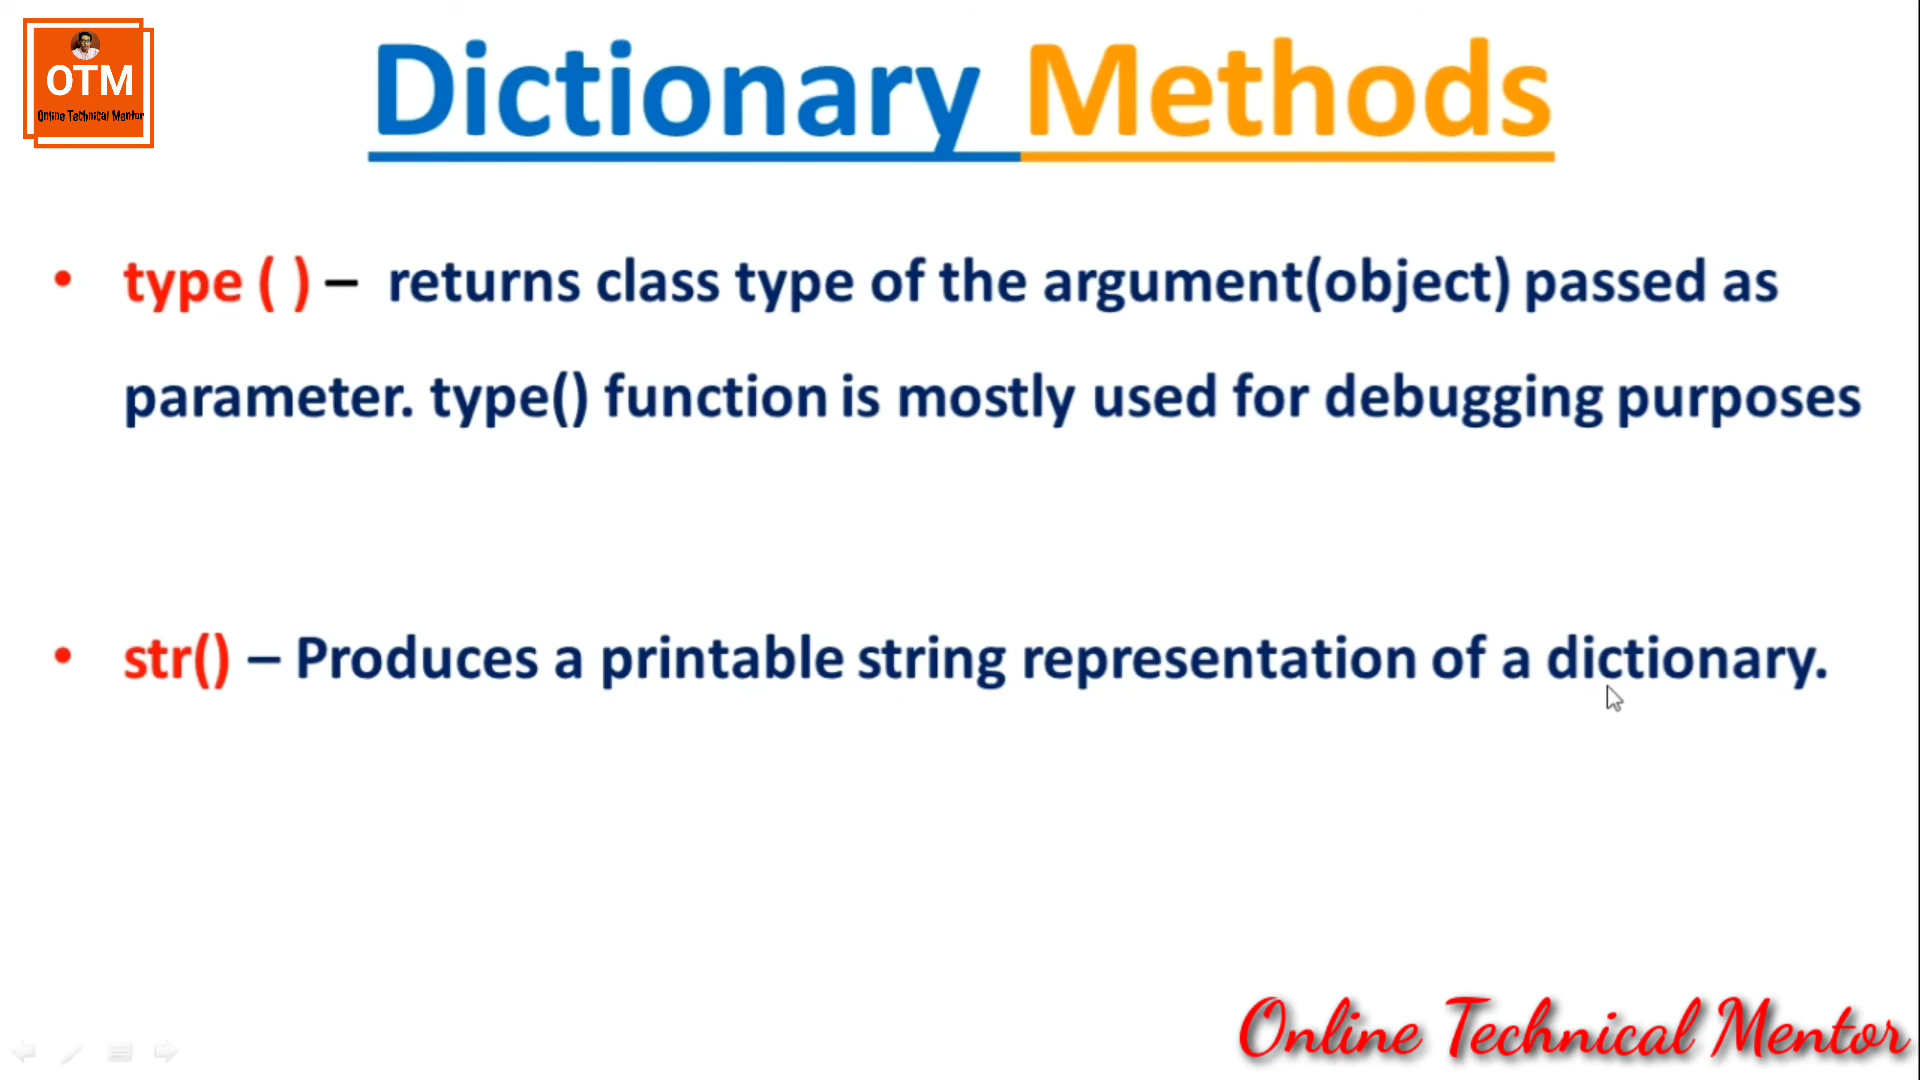 OTM
Online Technical Mentor
Dictionary Methods
• type ( ) – returns class type of the argument(object) passed as
parameter. type() function is mostly used for debugging purposes
• str() – Produces a printable string representation of a dictionary.
Online Technical Mentor